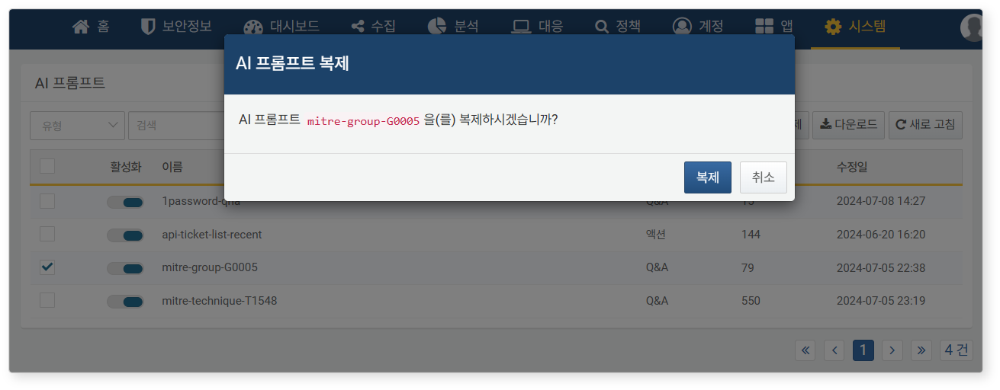 홈 보안정보 대시보드 수집 분석 대응 정책 계정 앱 시스템
AI 프롬프트 복제
AI 프롬프트
AI 프롬프트 mitre-group-G0005 을(를) 복제하시겠습니까?
유형 검색 제 다운로드 새로 고침
복제 취소
활성화 이름 수정일
1password-qna Q&A 15 2024-07-08 14:27
api-ticket-list-recent 액션 144 2024-06-20 16:20
mitre-group-G0005 Q&A 79 2024-07-05 22:38
mitre-technique-T1548 Q&A 550 2024-07-05 23:19
1 4 건